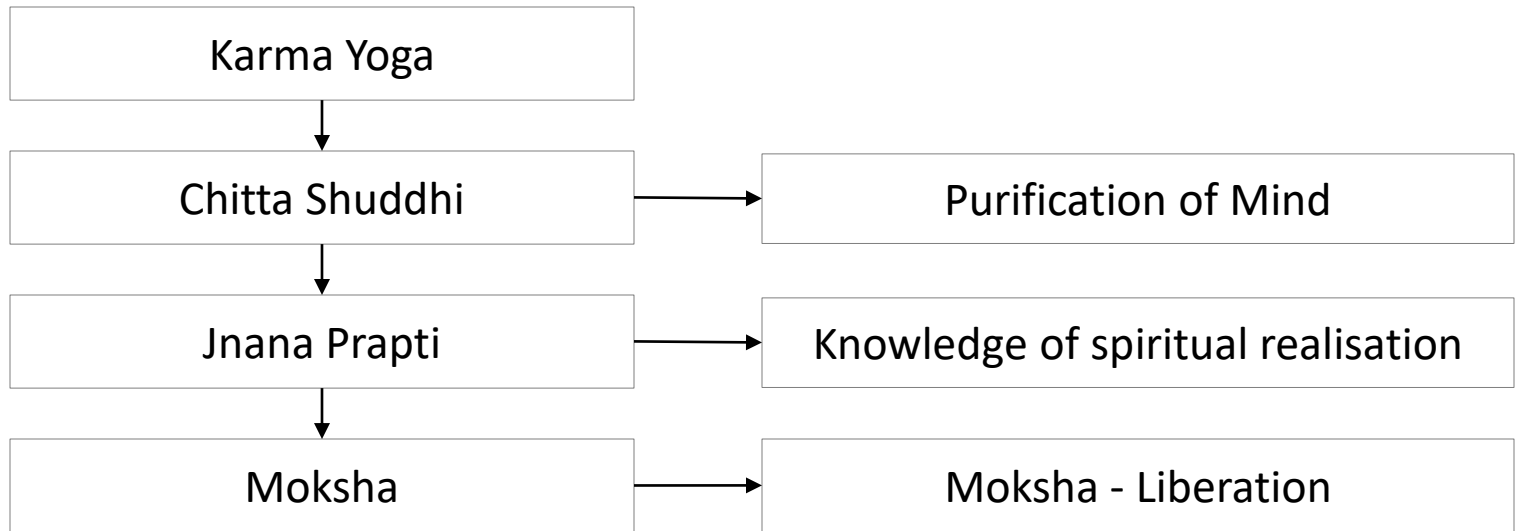 Karma Yoga
Chitta Shuddhi
Purification of Mind
Jnana Prapti
Knowledge of spiritual realisation
Moksha
Moksha - Liberation